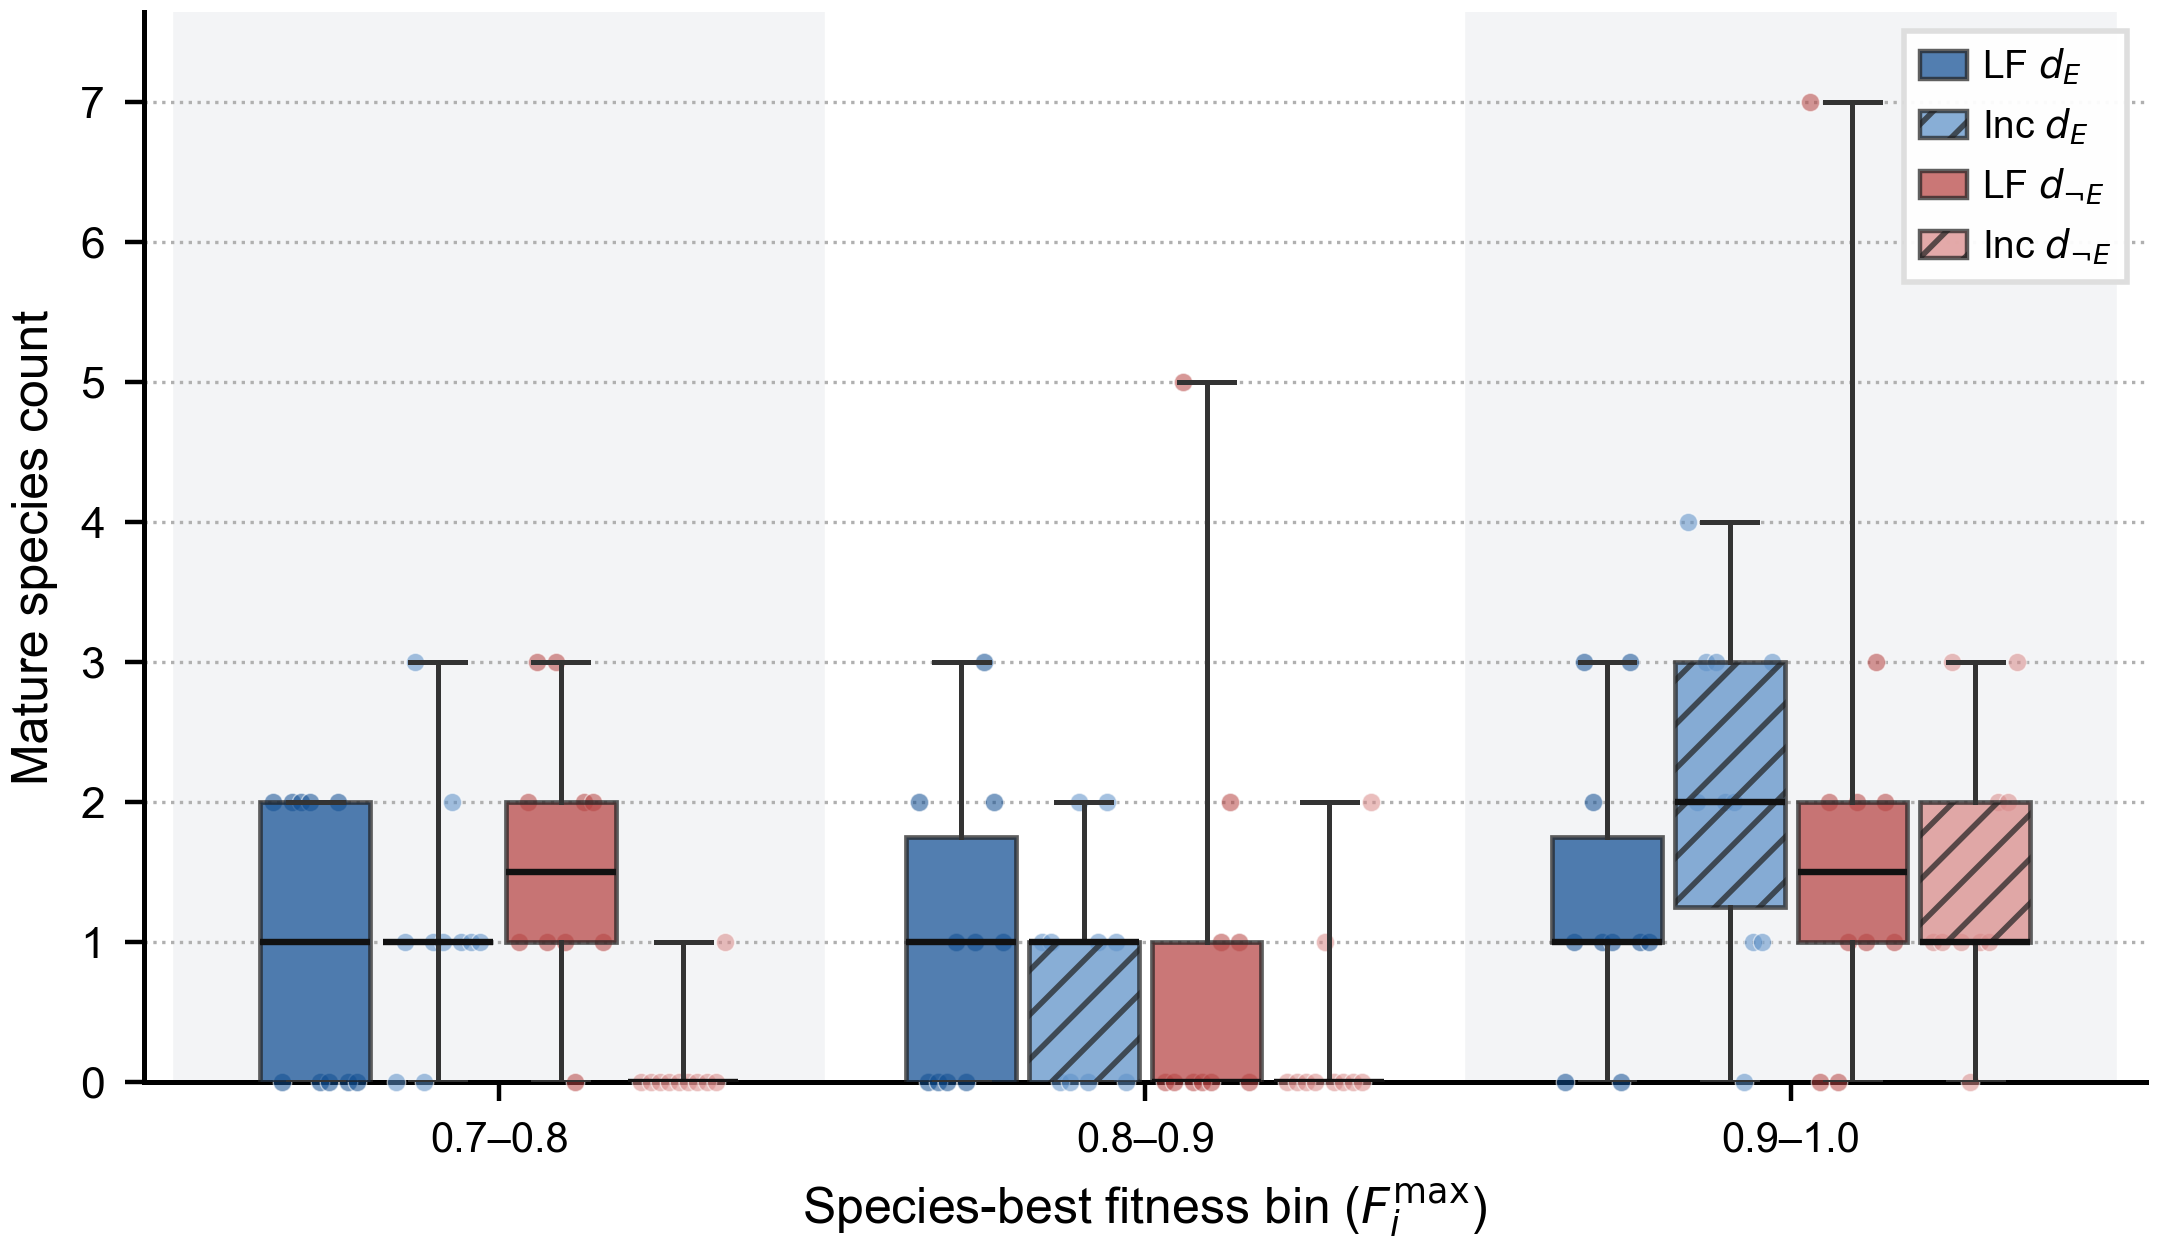 7
6
5
4
3
2
1
0
Mature species count
LF d_E
Inc d_E
LF d_¬E
Inc d_¬E
0.7–0.8
0.8–0.9
0.9–1.0
Species-best fitness bin (F_i^max)